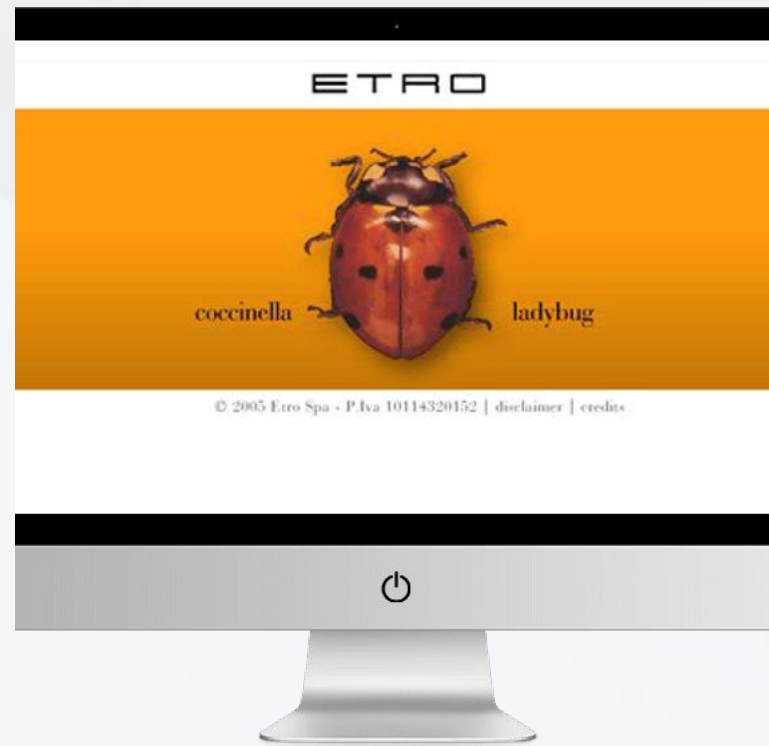 ETRO
coccinella ladybug
© 2005 Etro Spa - P.Iva 10114320152 | disclaimer | credits